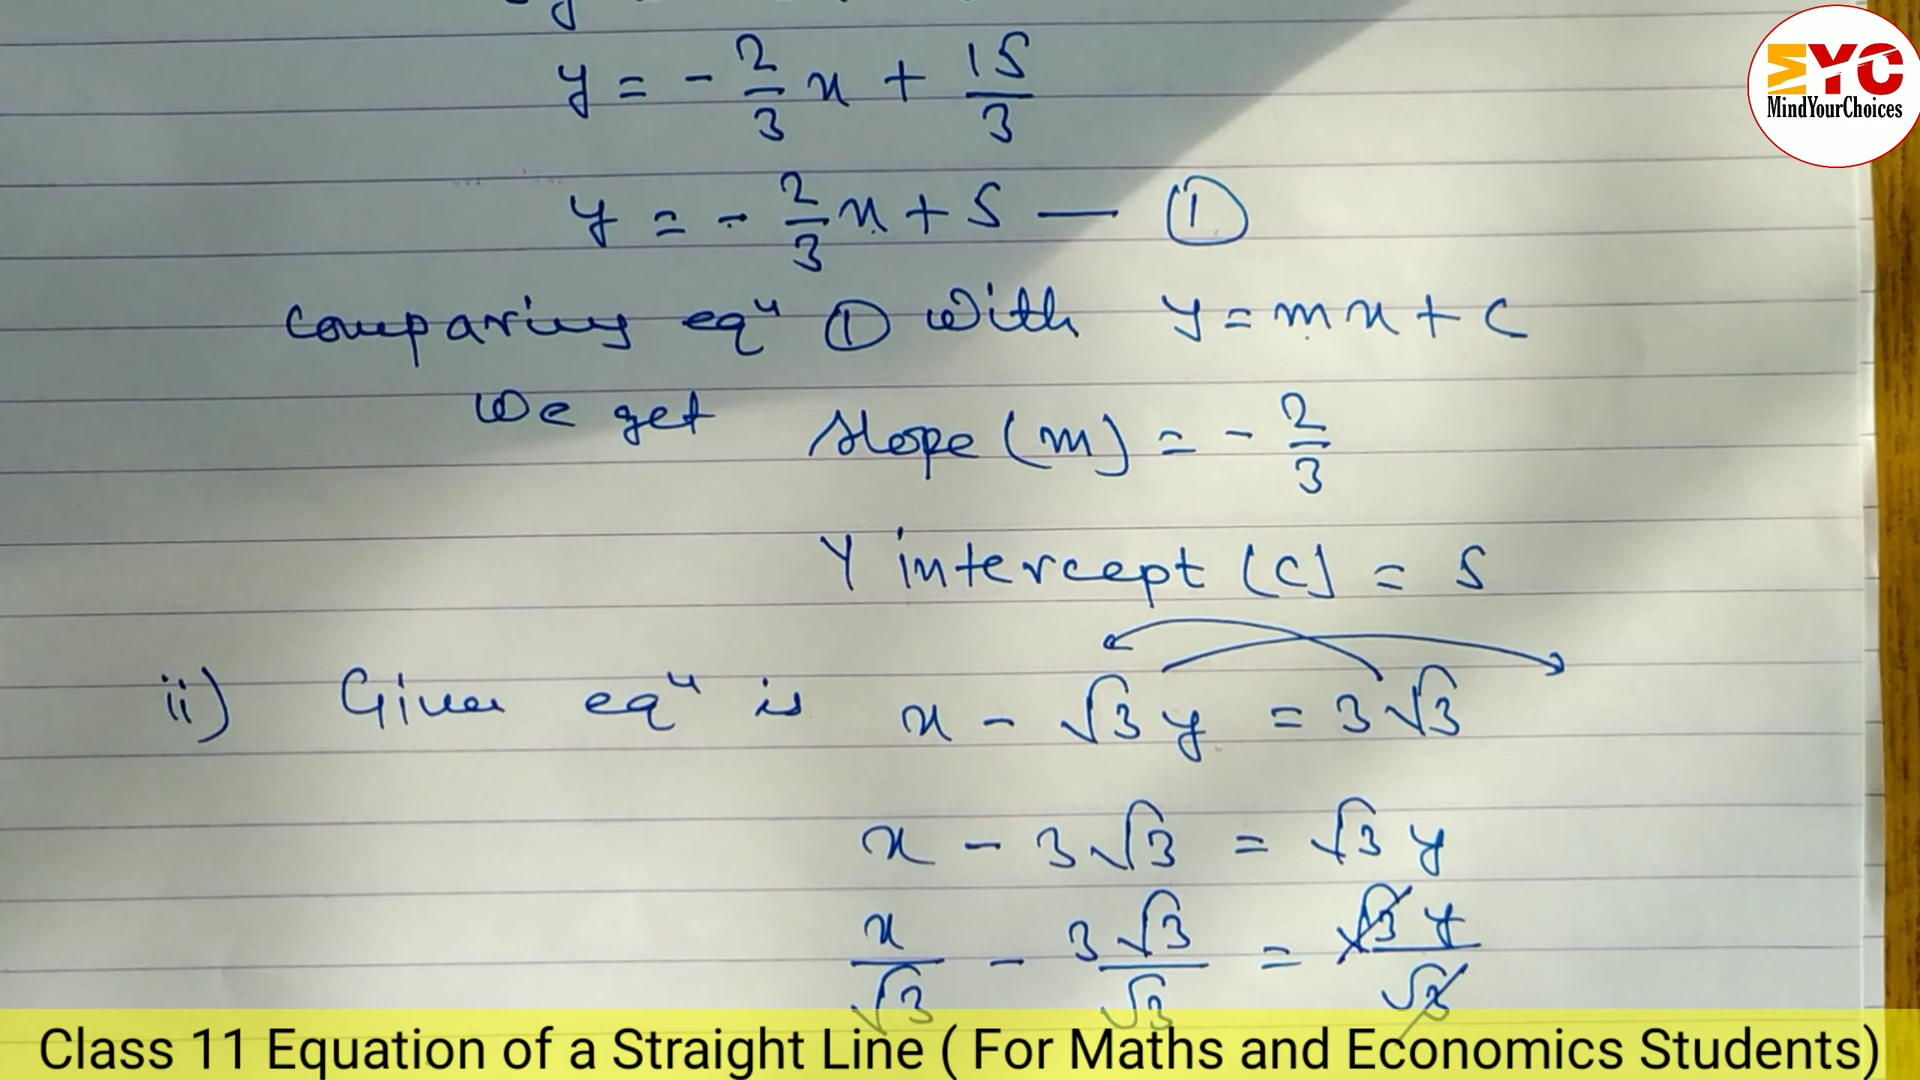 y = - 2/3 x + 15/3
y = - 2/3 x + 5 — ①
Comparing eqn ① with y = mx + c
We get slope (m) = - 2/3
Y intercept (c) = 5
ii) Given eqn is x - √3 y = 3√3
x - 3√3 = √3 y
x/√3 - 3√3/√3 = √3 y/√3
MYC
MindYourChoices
Class 11 Equation of a Straight Line ( For Maths and Economics Students)